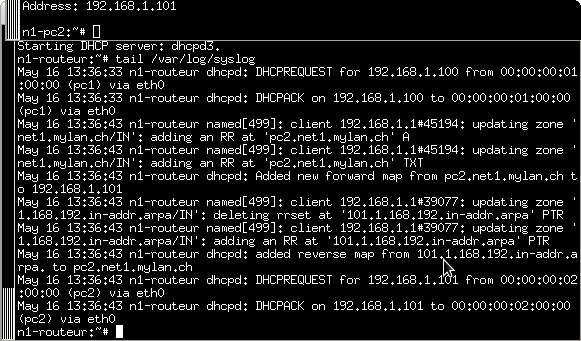 Address: 192.168.1.101
n1-pc2:~#
Starting DHCP server: dhcpd3.
n1-routeur:~# tail /var/log/syslog
May 16 13:36:33 n1-routeur dhcpd: DHCPREQUEST for 192.168.1.100 from 00:00:00:01
:00:00 (pc1) via eth0
May 16 13:36:33 n1-routeur dhcpd: DHCPACK on 192.168.1.100 to 00:00:00:01:00:00
(pc1) via eth0
May 16 13:36:43 n1-routeur named[499]: client 192.168.1.1#45194: updating zone '
net1.mylan.ch/IN': adding an RR at 'pc2.net1.mylan.ch' A
May 16 13:36:43 n1-routeur named[499]: client 192.168.1.1#45194: updating zone '
net1.mylan.ch/IN': adding an RR at 'pc2.net1.mylan.ch' TXT
May 16 13:36:43 n1-routeur dhcpd: Added new forward map from pc2.net1.mylan.ch t
o 192.168.1.101
May 16 13:36:43 n1-routeur named[499]: client 192.168.1.1#39077: updating zone '
1.168.192.in-addr.arpa/IN': deleting rrset at '101.1.168.192.in-addr.arpa' PTR
May 16 13:36:43 n1-routeur named[499]: client 192.168.1.1#39077: updating zone '
1.168.192.in-addr.arpa/IN': adding an RR at '101.1.168.192.in-addr.arpa' PTR
May 16 13:36:43 n1-routeur dhcpd: added reverse map from 101.1.168.192.in-addr.a
rpa. to pc2.net1.mylan.ch
May 16 13:36:43 n1-routeur dhcpd: DHCPREQUEST for 192.168.1.101 from 00:00:00:02
:00:00 (pc2) via eth0
May 16 13:36:43 n1-routeur dhcpd: DHCPACK on 192.168.1.101 to 00:00:00:02:00:00
(pc2) via eth0
n1-routeur:~#